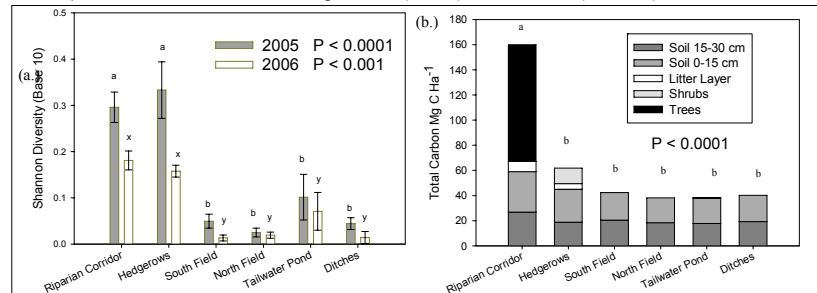 (a.)
Shannon Diversity (Base 10)
0.5
0.4
0.3
0.2
0.1
0.0
2005 P < 0.0001
2006 P < 0.001
a
x
a
x
b
y
b
y
b
y
b
y
Riparian Corridor
Hedgerows
South Field
North Field
Tailwater Pond
Ditches
(b.)
Total Carbon Mg C Ha⁻¹
180
160
140
120
100
80
60
40
20
0
Soil 15-30 cm
Soil 0-15 cm
Litter Layer
Shrubs
Trees
P < 0.0001
a
b
b
b
b
b
Riparian Corridor
Hedgerows
South Field
North Field
Tailwater Pond
Ditches